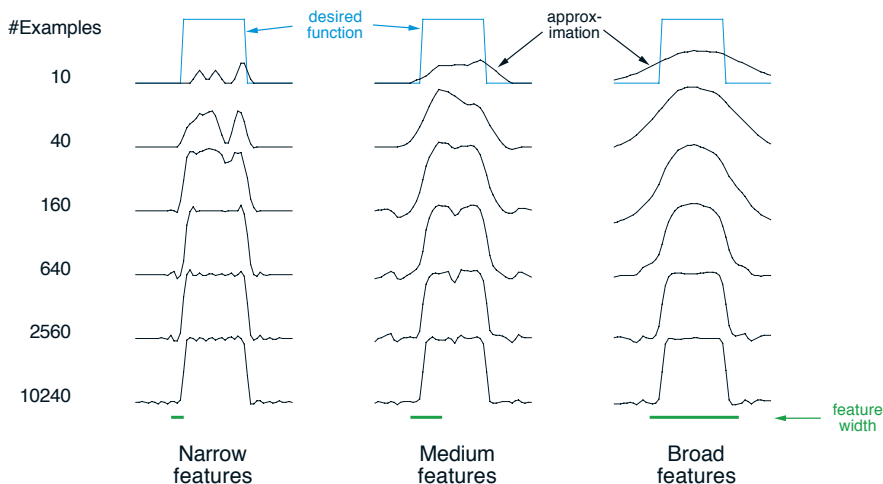 #Examples
desired
function
approx-
imation
10
40
160
640
2560
10240
feature
width
Narrow
features
Medium
features
Broad
features